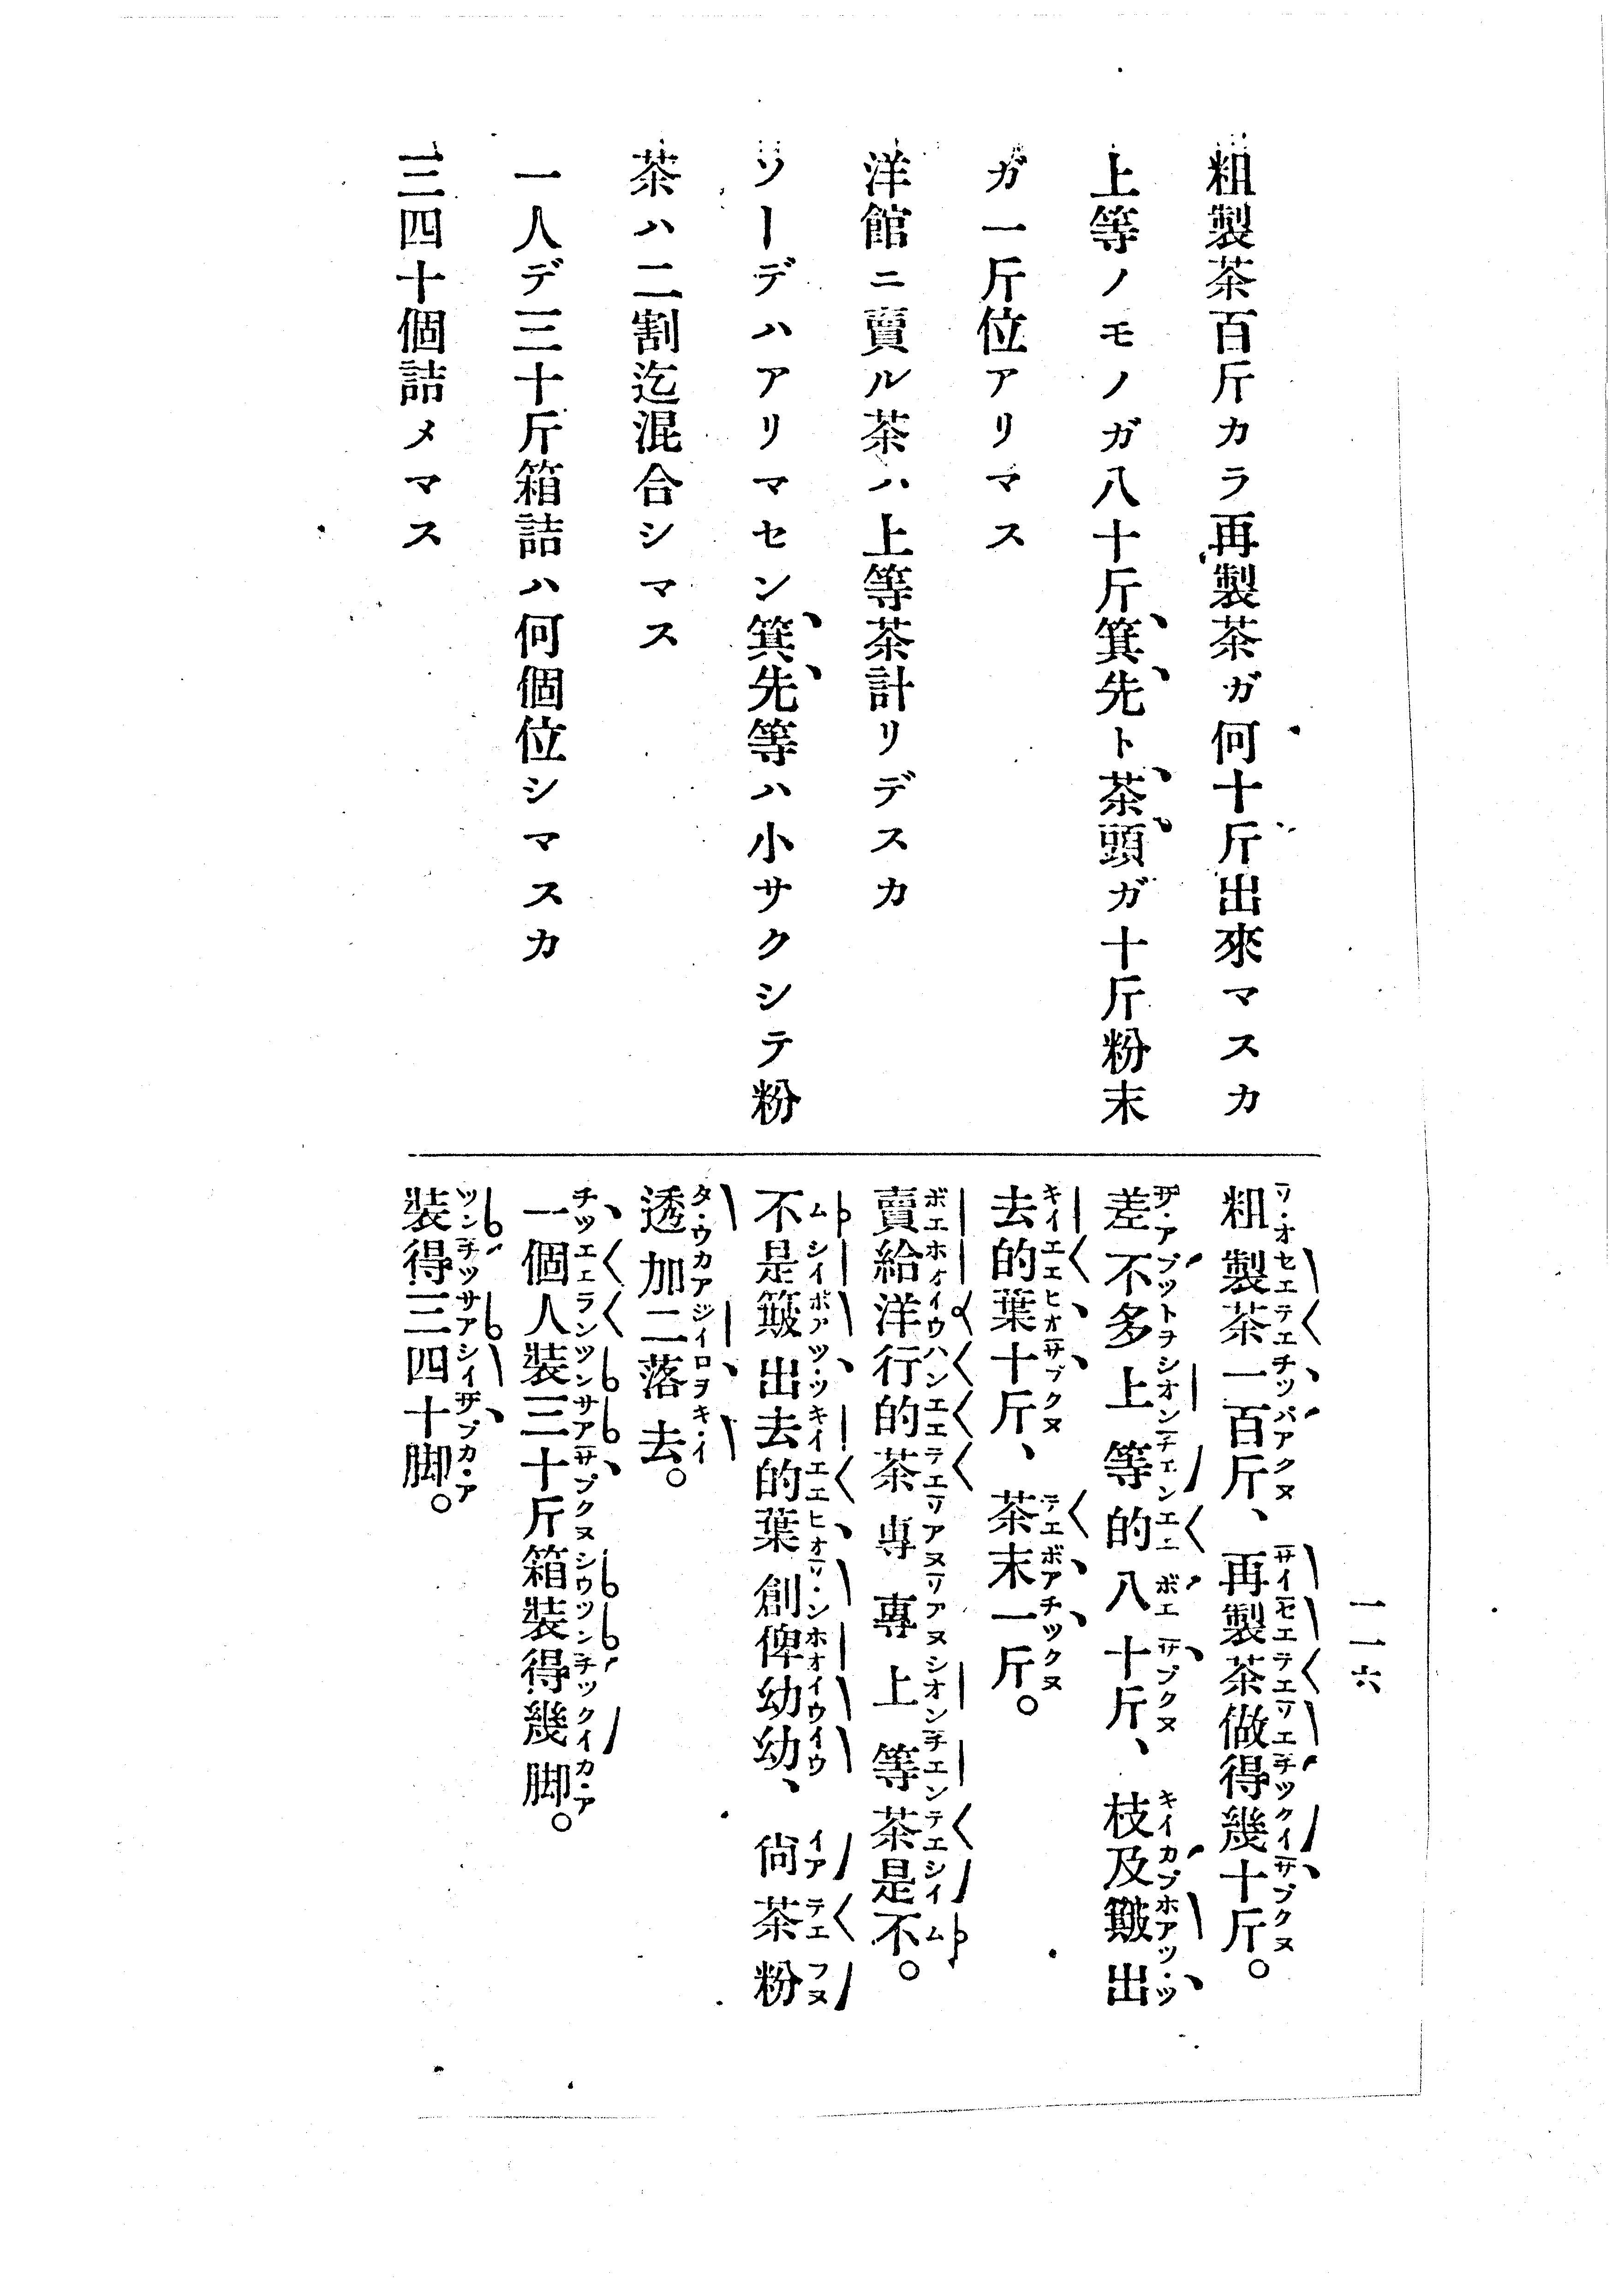 一一六
粗製茶百斤カラ再製茶ガ何十斤出來マスカ
上等ノモノガ八十斤箕先ト茶頭ガ十斤粉末
ガ一斤位アリマス
洋館ニ賣ル茶ハ上等茶計リデスカ
ソーデハアリマセン箕先等ハ小サクシテ粉
茶ハ二割迄混合シマス
一人デ三十斤箱詰ハ何個位シマスカ
三四十個詰メマス
粗製茶一百斤、再製茶做得幾十斤。
差不多上等的八十斤、枝及簸出
去的葉十斤、茶末一斤。
賣給洋行的茶專專上等茶是不。
不是簸出去的葉創俾幼幼、尙茶粉
透加二落去。
一個人裝三十斤箱裝得幾脚。
裝得三四十脚。